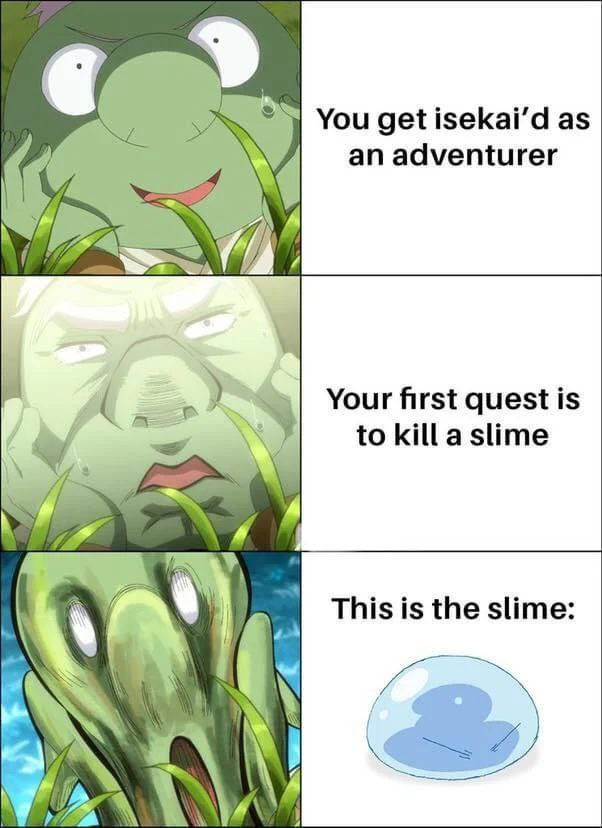 You get isekai’d as
an adventurer
Your first quest is
to kill a slime
This is the slime: